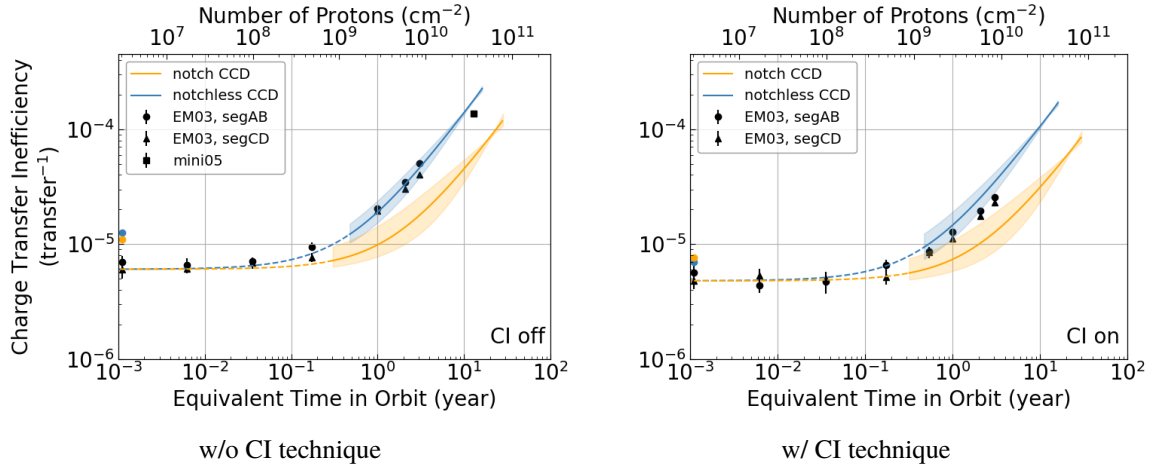 Number of Protons (cm⁻²)
10⁷ 10⁸ 10⁹ 10¹⁰ 10¹¹
Charge Transfer Inefficiency
(transfer⁻¹)
10⁻⁴
10⁻⁵
10⁻⁶
notch CCD
notchless CCD
EM03, segAB
EM03, segCD
mini05
CI off
10⁻³ 10⁻² 10⁻¹ 10⁰ 10¹ 10²
Equivalent Time in Orbit (year)
w/o CI technique
Number of Protons (cm⁻²)
10⁷ 10⁸ 10⁹ 10¹⁰ 10¹¹
10⁻⁴
10⁻⁵
10⁻⁶
notch CCD
notchless CCD
EM03, segAB
EM03, segCD
CI on
10⁻³ 10⁻² 10⁻¹ 10⁰ 10¹ 10²
Equivalent Time in Orbit (year)
w/ CI technique